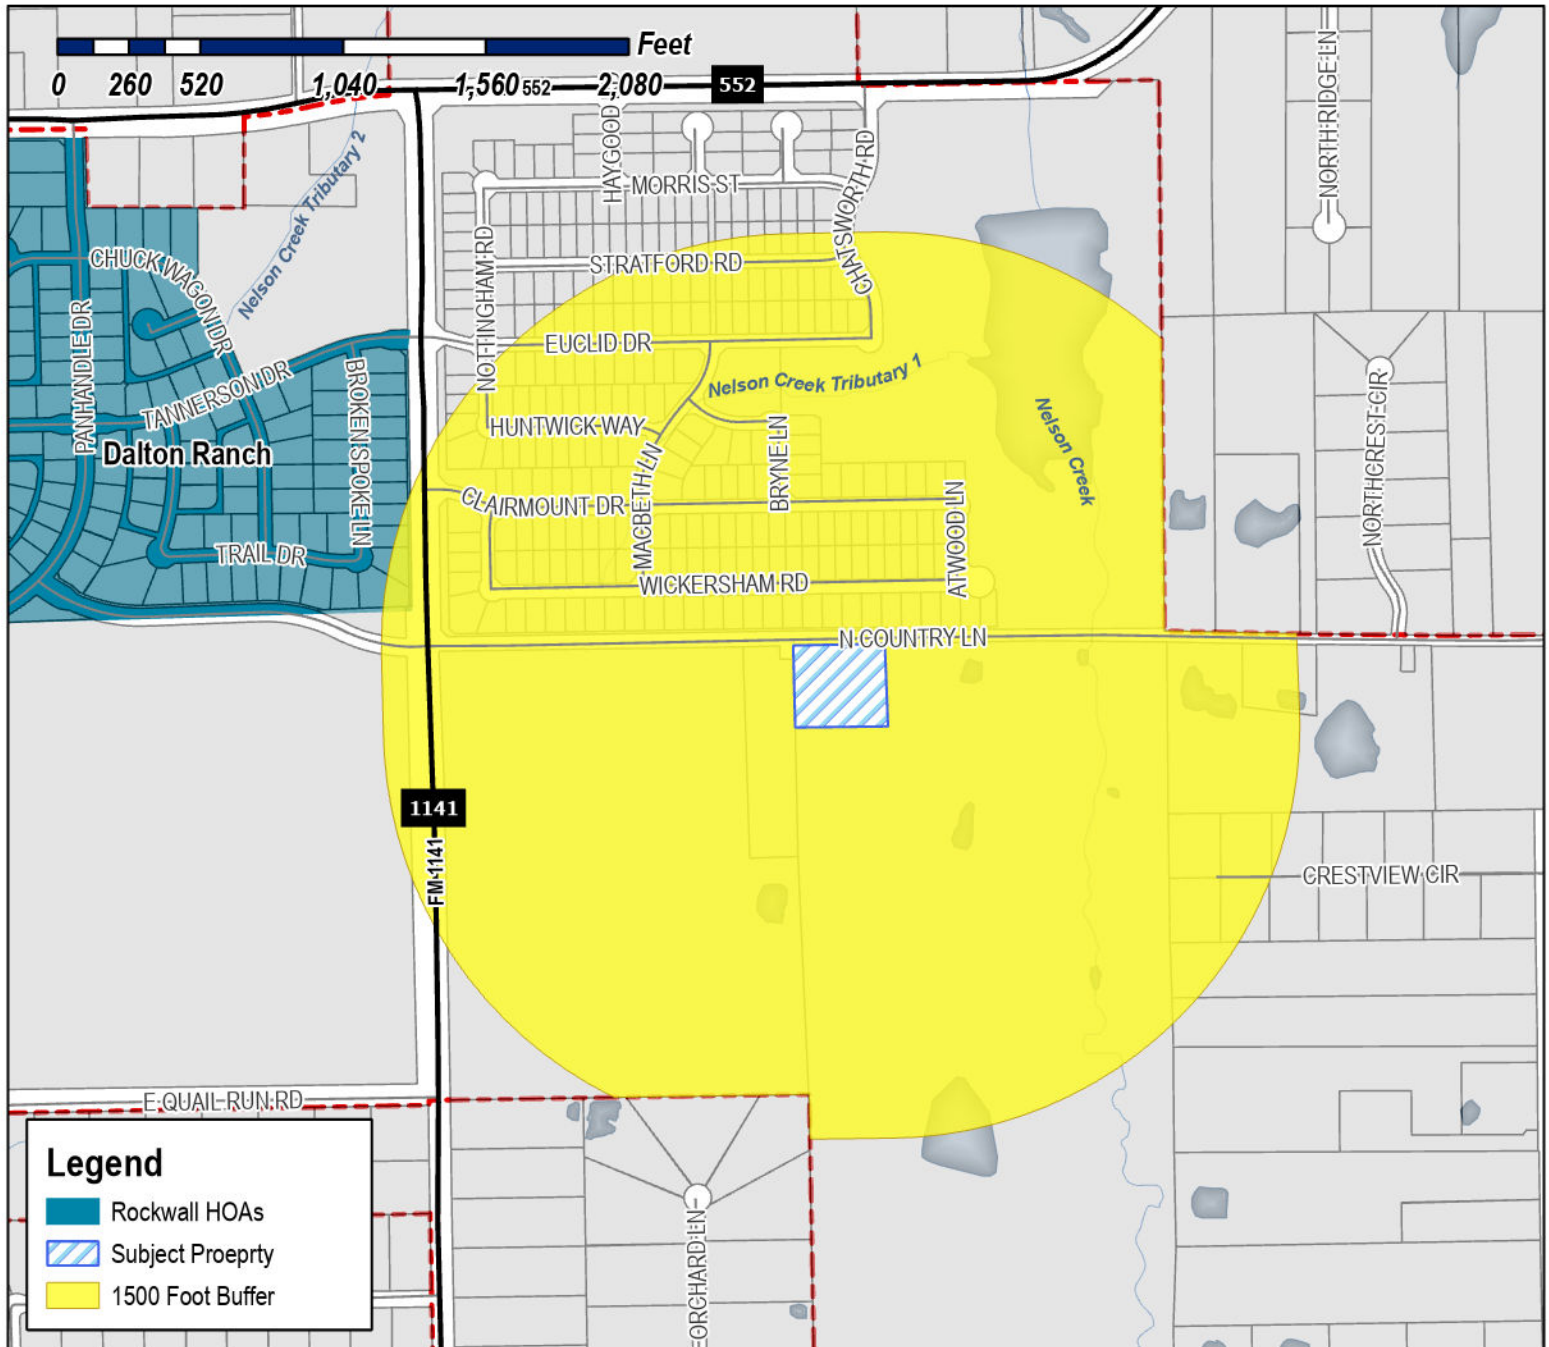 Feet
0 260 520 1,040 1,560 2,080
552
552
NORTH RIDGE LN
HAYGOOD
Nelson Creek Tributary 2
MORRIS ST
CHATSWORTH RD
NOTTINGHAM RD
STRATFORD RD
CHUCK WAGON DR
PANHANDLE DR
EUCLID DR
Nelson Creek Tributary 1
TANNERSON DR
BROKEN SPOKE LN
Dalton Ranch
HUNTWICK WAY
BRYNE LN
MACBETH LN
Nelson Creek
NORTHCREST CIR
CLAIRMOUNT DR
ATWOOD LN
TRAIL DR
WICKERSHAM RD
N COUNTRY LN
1141
FM 1141
CRESTVIEW CIR
E QUAIL RUN RD
ORCHARD LN
Legend
Rockwall HOAs
Subject Proeprty
1500 Foot Buffer